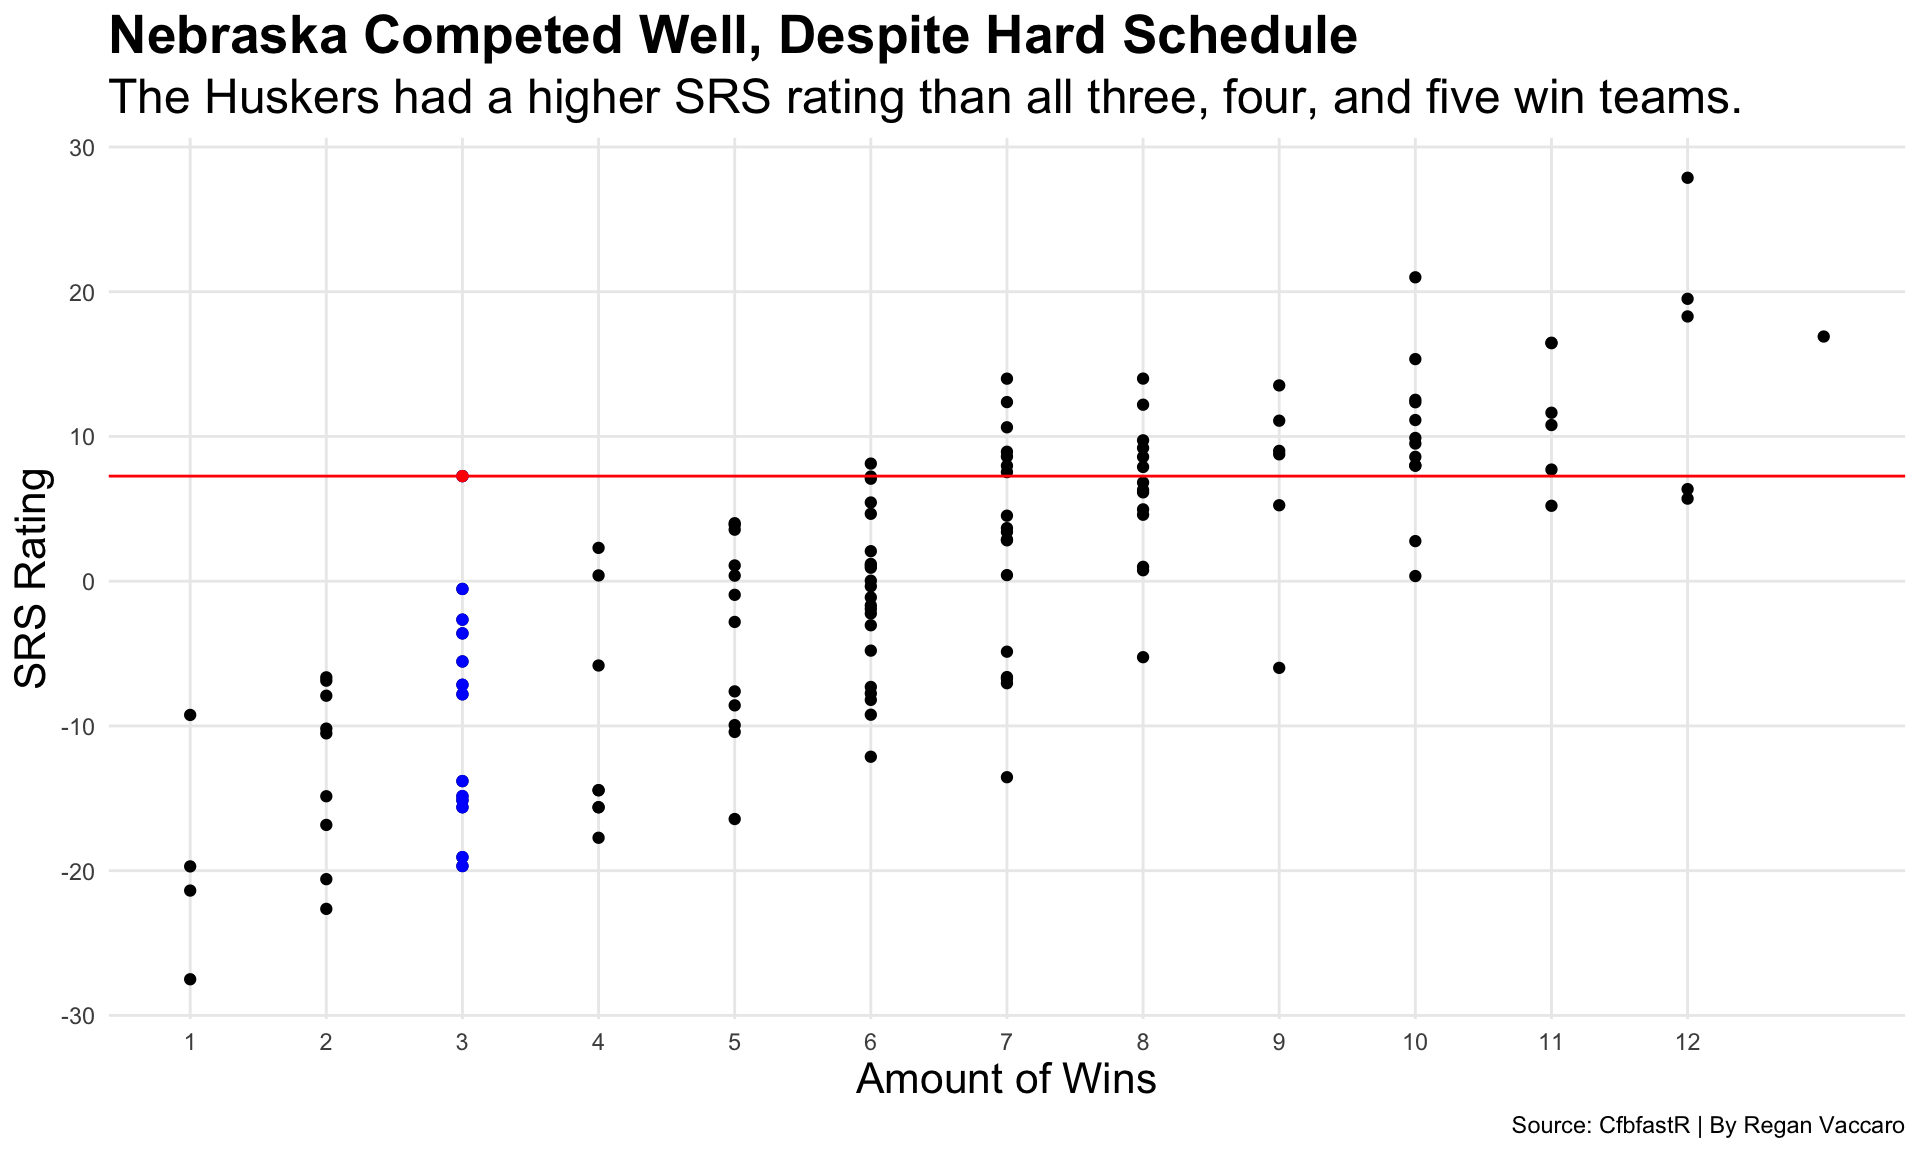 Nebraska Competed Well, Despite Hard Schedule
The Huskers had a higher SRS rating than all three, four, and five win teams.
30
20
10
0
-10
-20
-30
SRS Rating
1 2 3 4 5 6 7 8 9 10 11 12
Amount of Wins
Source: CfbfastR | By Regan Vaccaro